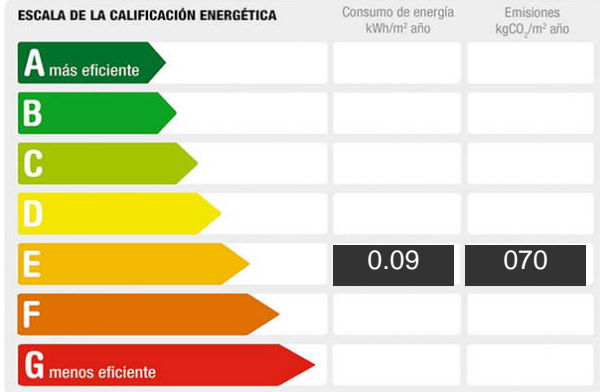 ESCALA DE LA CALIFICACIÓN ENERGÉTICA
Consumo de energía
kWh/m² año
Emisiones
kgCO₂/m² año
A más eficiente
B
C
D
E 0.09 070
F
G menos eficiente